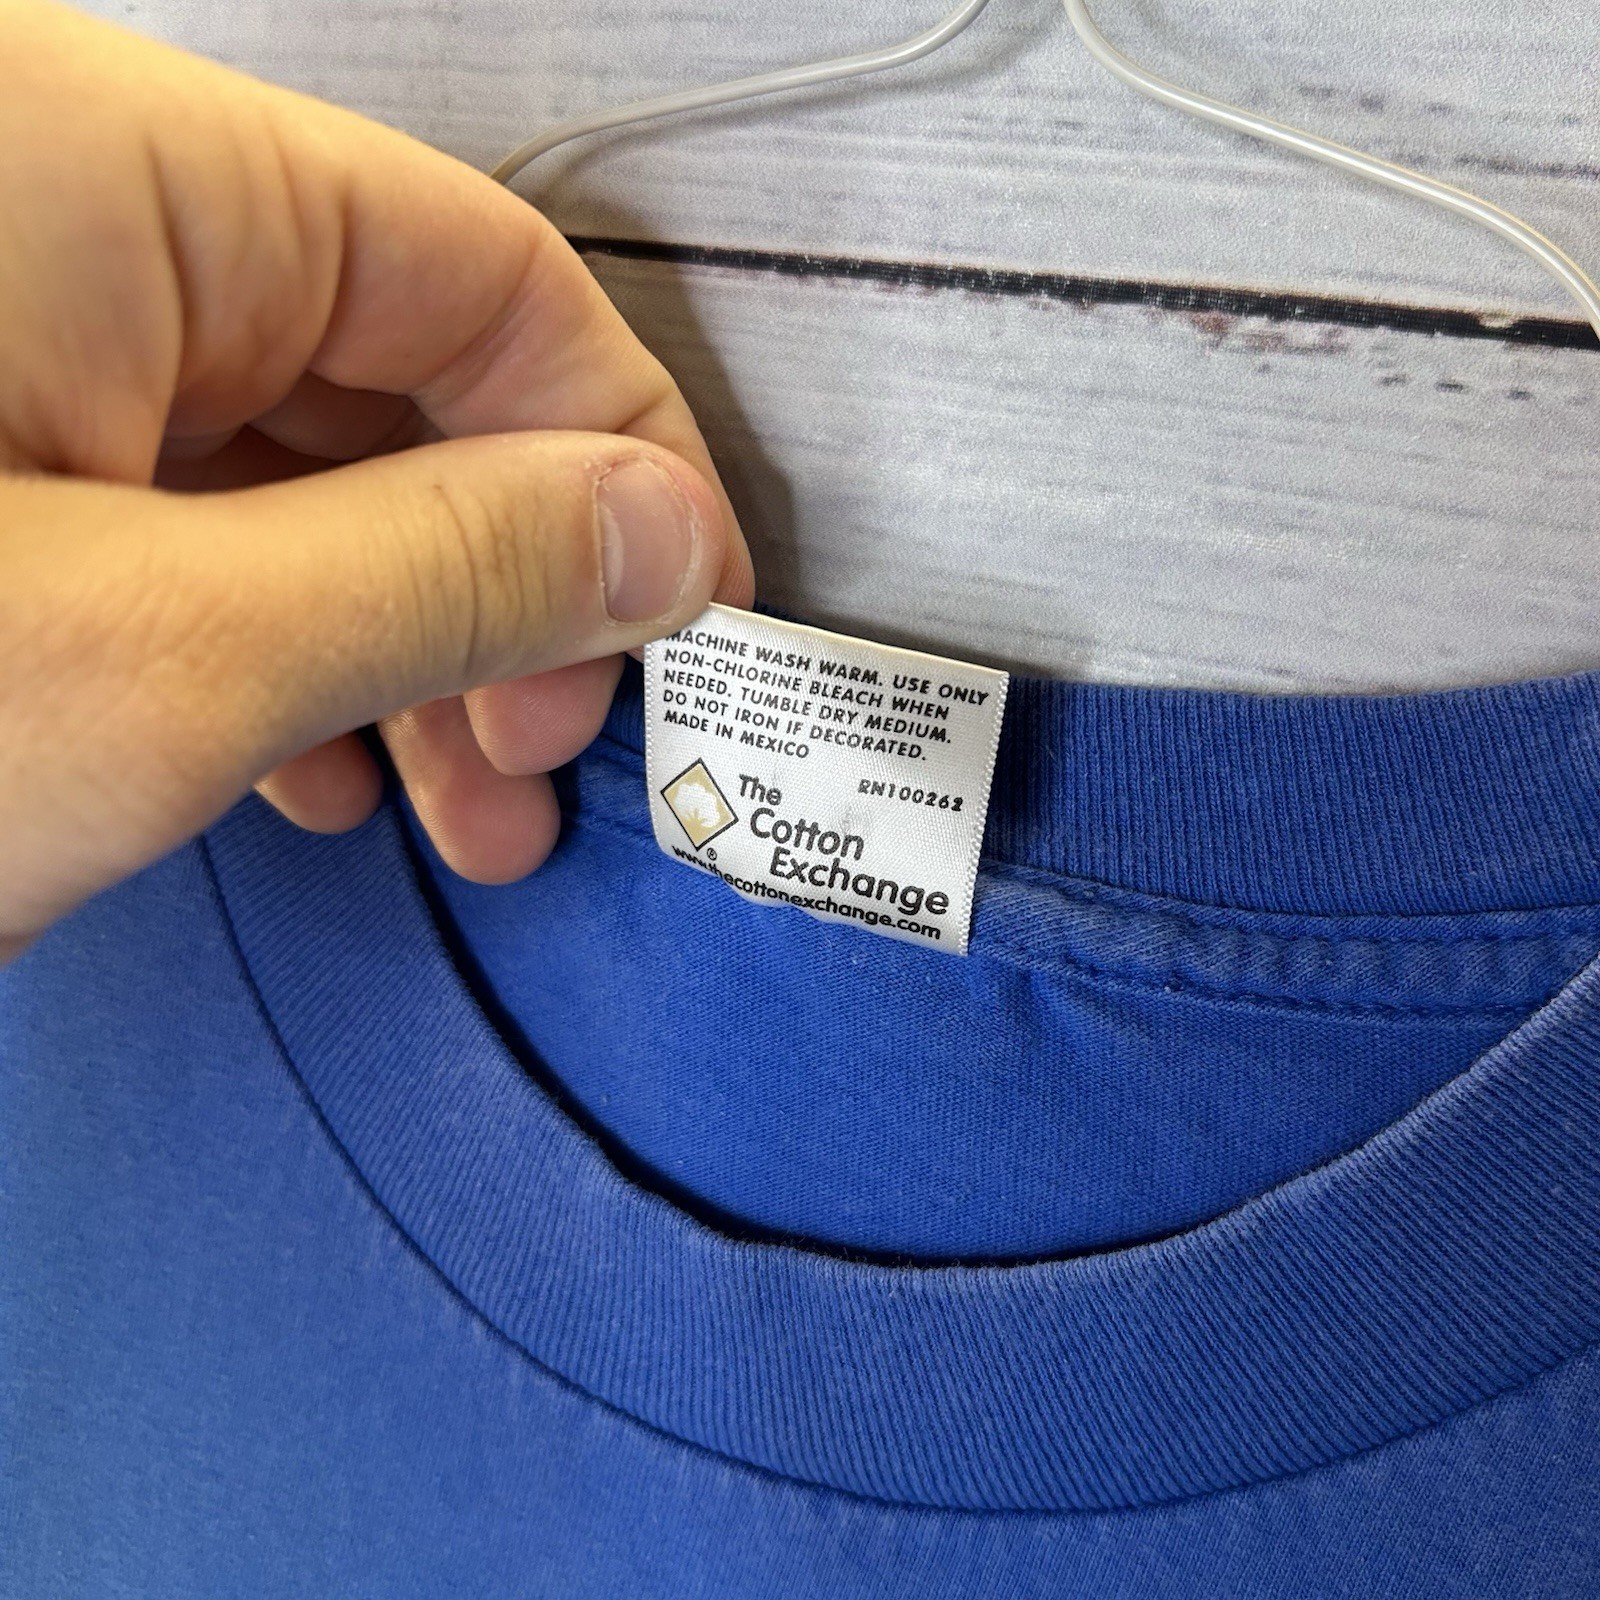 MACHINE WASH WARM. USE ONLY
NON-CHLORINE BLEACH WHEN
NEEDED. TUMBLE DRY MEDIUM.
DO NOT IRON IF DECORATED.
MADE IN MEXICO
RN100262
The
Cotton
Exchange
®
www.thecottonexchange.com